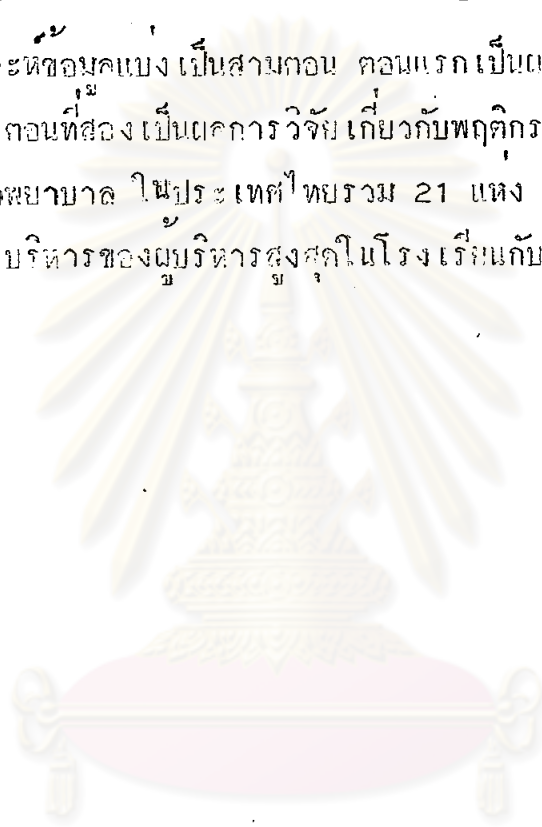 ะห์ข้อมูลแบ่งเป็นสามตอน ตอนแรกเป็น
ตอนที่สองเป็นผลการวิจัยเกี่ยวกับพฤติกร
พยาบาล ในประเทศไทยรวม 21 แห่ง
บริหารของผู้บริหารสูงสุดในโรงเรียนกับ